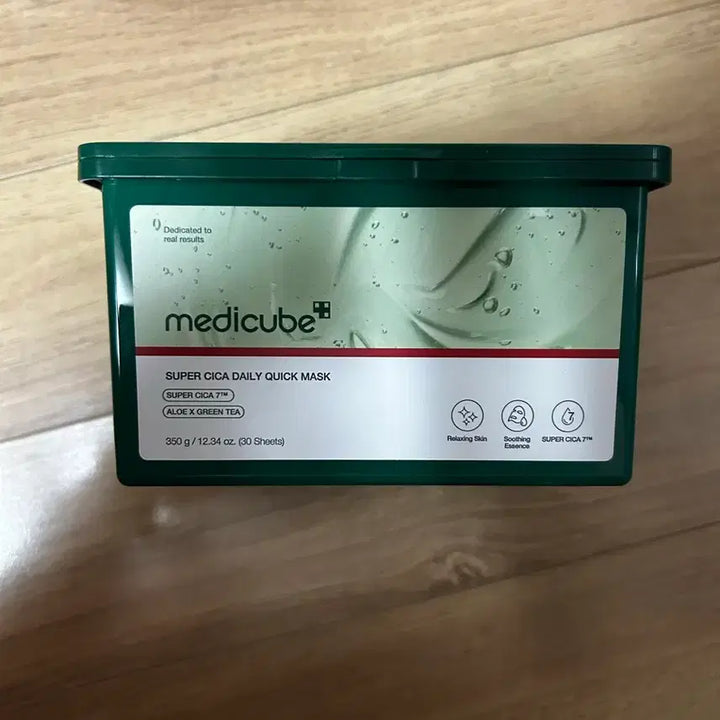 Dedicated to
real results
medicube
SUPER CICA DAILY QUICK MASK
SUPER CICA 7™
ALOE X GREEN TEA
350 g / 12.34 oz. (30 Sheets)
Relaxing Skin
Soothing
Essence
SUPER CICA 7™